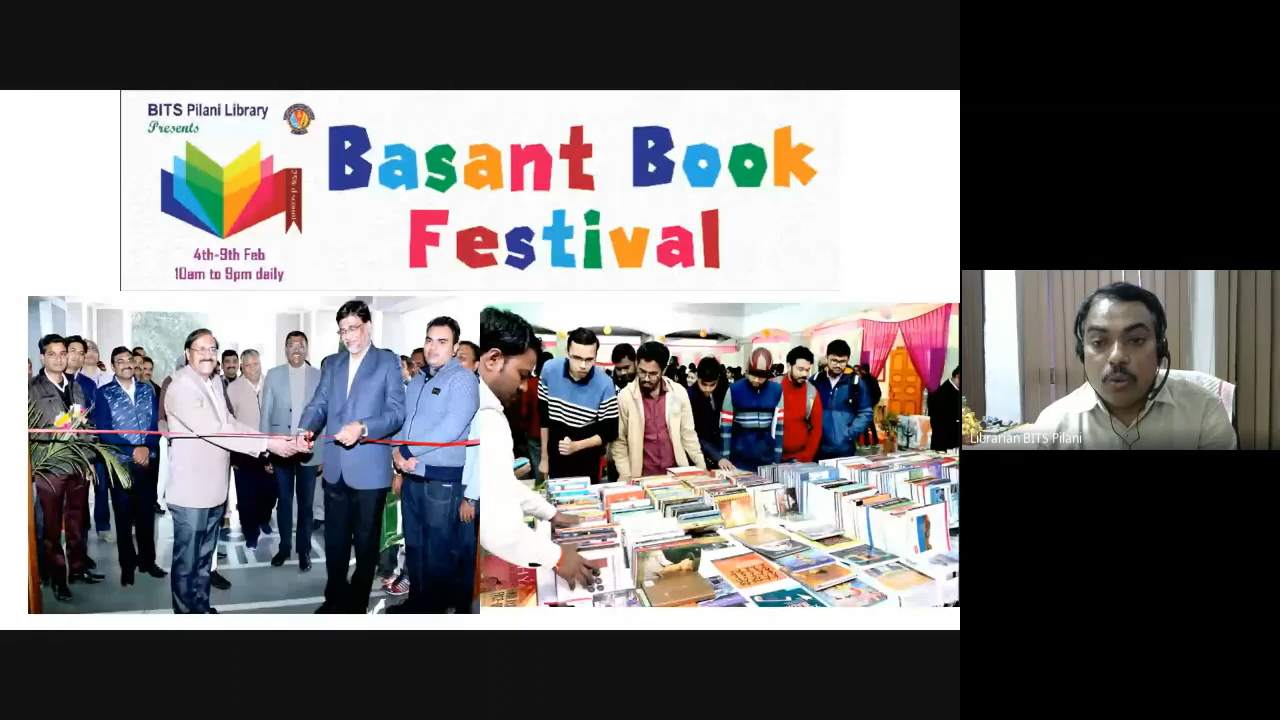 BITS Pilani Library
Presents
4th-9th Feb
10am to 9pm daily
Basant Book
Festival
Librarian BITS Pilani